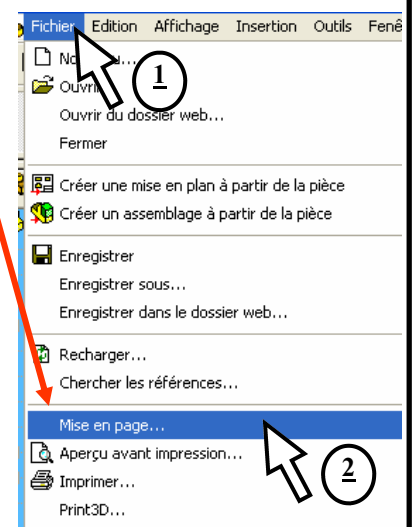 Fichier Edition Affichage Insertion Outils Fenê
1
Ouvrir du dossier web...
Fermer
Créer une mise en plan à partir de la pièce
Créer un assemblage à partir de la pièce
Enregistrer
Enregistrer sous...
Enregistrer dans le dossier web...
Recharger...
Chercher les références...
Mise en page...
Aperçu avant impression...
2
Imprimer...
Print3D...